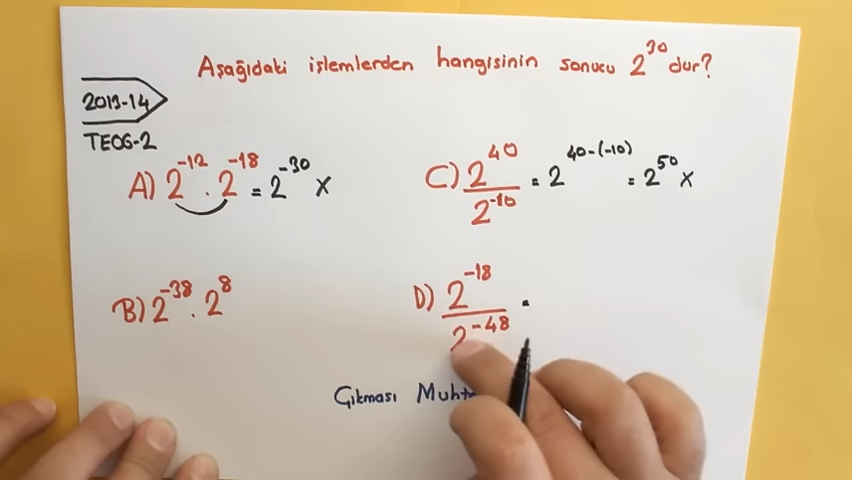 Aşağıdaki işlemlerden hangisinin sonucu 2^30 dur?
2013-14
TEOG-2
A) 2^-12 . 2^-18 = 2^-30 X
C) 2^40 / 2^-10 = 2^40-(-10) = 2^50 X
B) 2^-38 . 2^8
D) 2^-18 / 2^-48 =
Çıkması